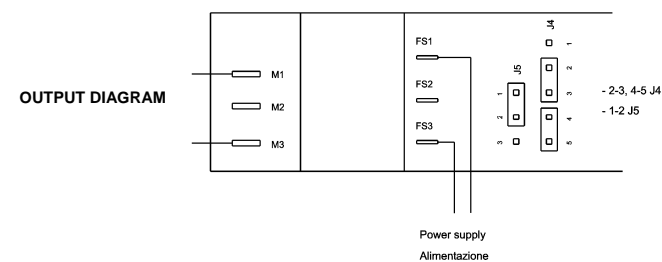 OUTPUT DIAGRAM
M1
M2
M3
FS1
FS2
FS3
J5
1
2
3
J4
1
2
3
4
5
- 2-3, 4-5 J4
- 1-2 J5
Power supply
Alimentazione